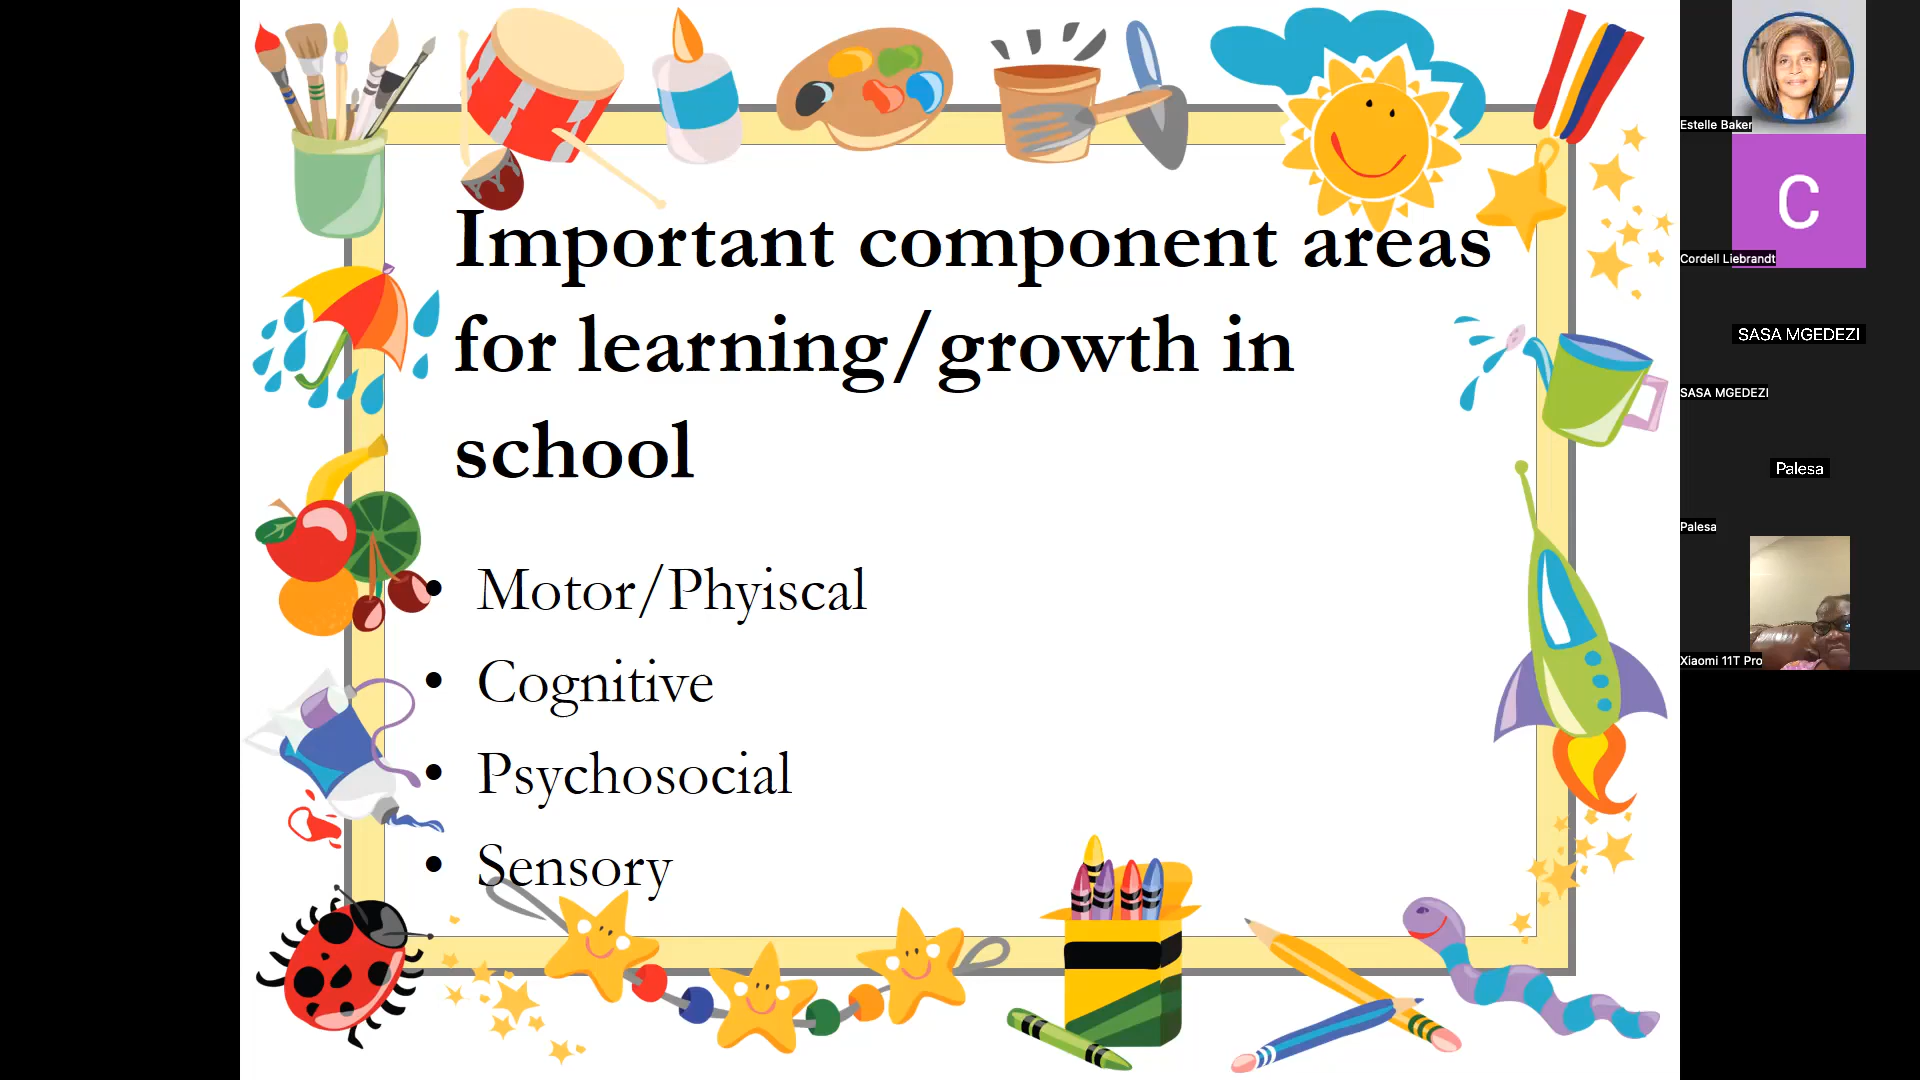 Important component areas
for learning/growth in
school
• Motor/Phyiscal
• Cognitive
• Psychosocial
• Sensory
Estelle Baker
C
Cordell Liebrandt
SASA MGEDEZI
SASA MGEDEZI
Palesa
Palesa
Xiaomi 11T Pro